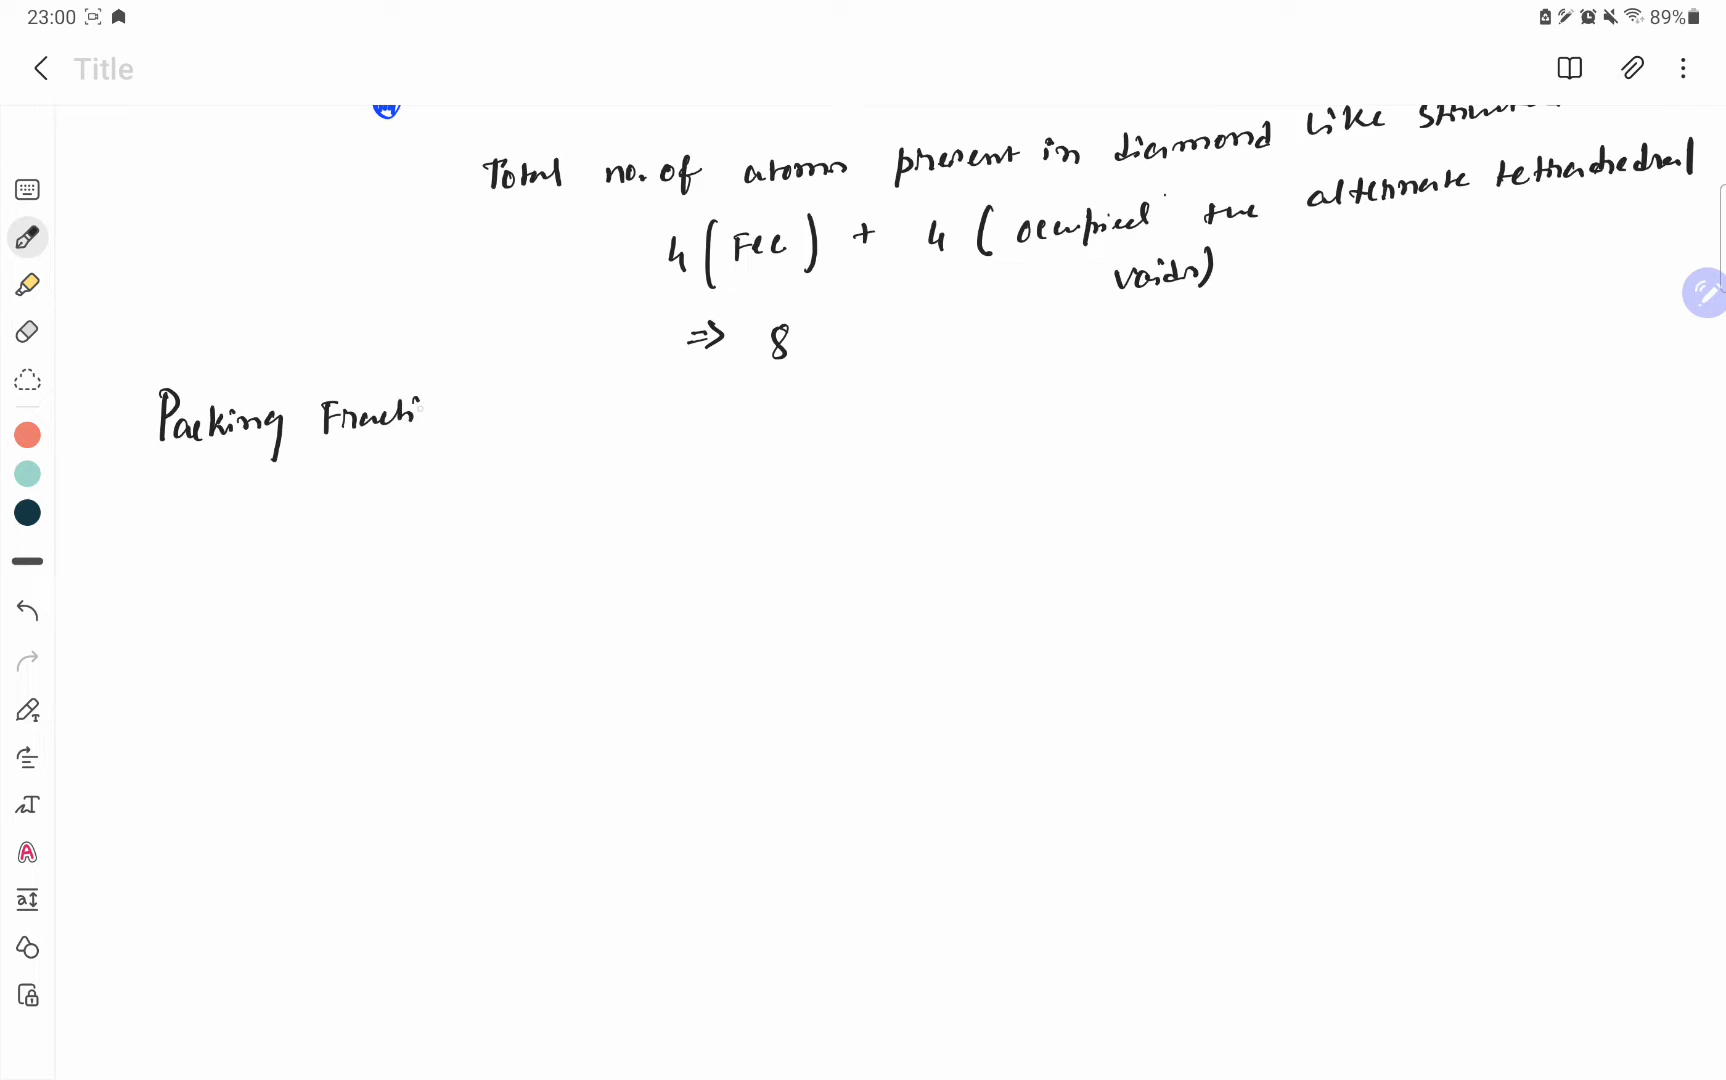 23:00 89%
Title
Total no. of atoms present in diamond like
4 (Fcc) + 4 (occupied the alternate tetrahedral
voids)
=> 8
Packing Fracti